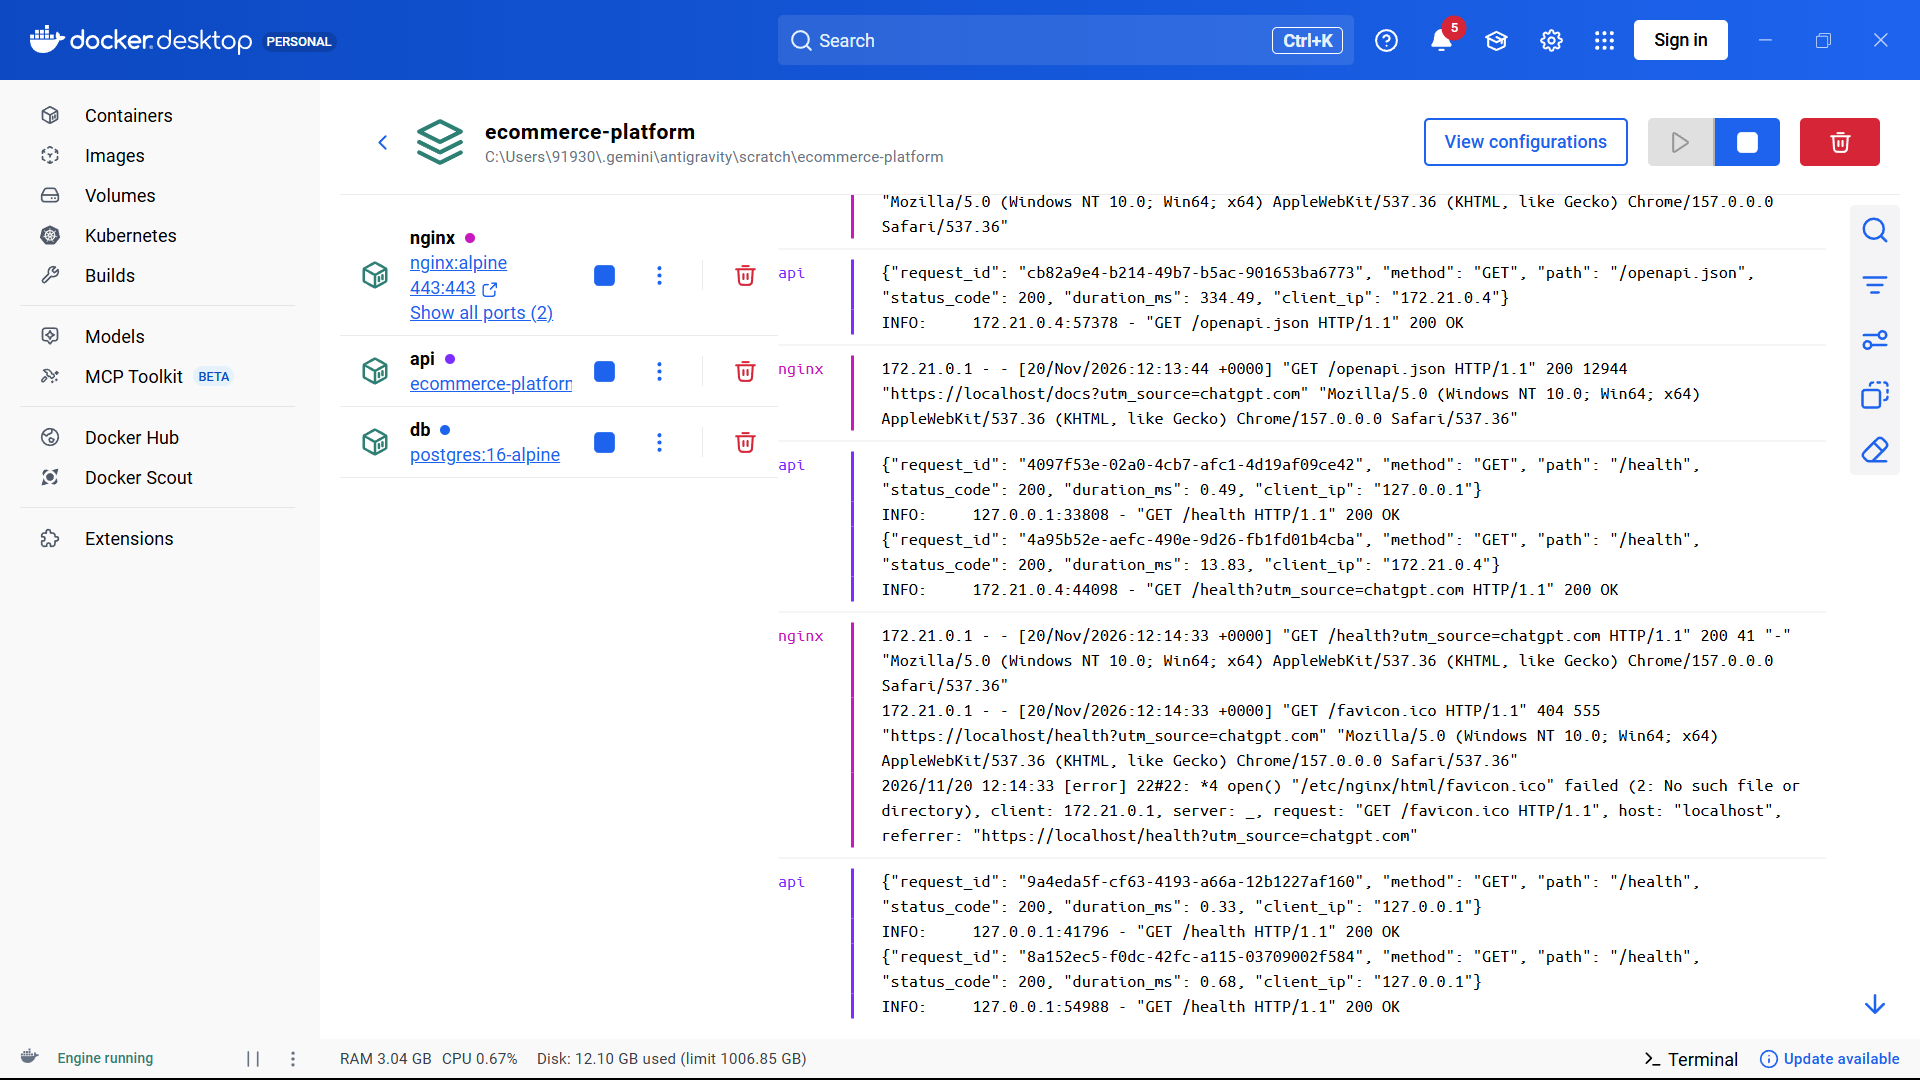 docker.desktop PERSONAL
Search
Ctrl+K
5
Sign in
Containers
Images
Volumes
Kubernetes
Builds
Models
MCP Toolkit BETA
Docker Hub
Docker Scout
Extensions
ecommerce-platform
C:\Users\91930\.gemini\antigravity\scratch\ecommerce-platform
View configurations
nginx
nginx:alpine
443:443
Show all ports (2)
api
ecommerce-platform
db
postgres:16-alpine
"Mozilla/5.0 (Windows NT 10.0; Win64; x64) AppleWebKit/537.36 (KHTML, like Gecko) Chrome/157.0.0.0
Safari/537.36"
api
{"request_id": "cb82a9e4-b214-49b7-b5ac-901653ba6773", "method": "GET", "path": "/openapi.json",
"status_code": 200, "duration_ms": 334.49, "client_ip": "172.21.0.4"}
INFO:     172.21.0.4:57378 - "GET /openapi.json HTTP/1.1" 200 OK
nginx
172.21.0.1 - - [20/Nov/2026:12:13:44 +0000] "GET /openapi.json HTTP/1.1" 200 12944
"https://localhost/docs?utm_source=chatgpt.com" "Mozilla/5.0 (Windows NT 10.0; Win64; x64)
AppleWebKit/537.36 (KHTML, like Gecko) Chrome/157.0.0.0 Safari/537.36"
api
{"request_id": "4097f53e-02a0-4cb7-afc1-4d19af09ce42", "method": "GET", "path": "/health",
"status_code": 200, "duration_ms": 0.49, "client_ip": "127.0.0.1"}
INFO:     127.0.0.1:33808 - "GET /health HTTP/1.1" 200 OK
{"request_id": "4a95b52e-aefc-490e-9d26-fb1fd01b4cba", "method": "GET", "path": "/health",
"status_code": 200, "duration_ms": 13.83, "client_ip": "172.21.0.4"}
INFO:     172.21.0.4:44098 - "GET /health?utm_source=chatgpt.com HTTP/1.1" 200 OK
nginx
172.21.0.1 - - [20/Nov/2026:12:14:33 +0000] "GET /health?utm_source=chatgpt.com HTTP/1.1" 200 41 "-"
"Mozilla/5.0 (Windows NT 10.0; Win64; x64) AppleWebKit/537.36 (KHTML, like Gecko) Chrome/157.0.0.0
Safari/537.36"
172.21.0.1 - - [20/Nov/2026:12:14:33 +0000] "GET /favicon.ico HTTP/1.1" 404 555
"https://localhost/health?utm_source=chatgpt.com" "Mozilla/5.0 (Windows NT 10.0; Win64; x64)
AppleWebKit/537.36 (KHTML, like Gecko) Chrome/157.0.0.0 Safari/537.36"
2026/11/20 12:14:33 [error] 22#22: *4 open() "/etc/nginx/html/favicon.ico" failed (2: No such file or
directory), client: 172.21.0.1, server: _, request: "GET /favicon.ico HTTP/1.1", host: "localhost",
referrer: "https://localhost/health?utm_source=chatgpt.com"
api
{"request_id": "9a4eda5f-cf63-4193-a66a-12b1227af160", "method": "GET", "path": "/health",
"status_code": 200, "duration_ms": 0.33, "client_ip": "127.0.0.1"}
INFO:     127.0.0.1:41796 - "GET /health HTTP/1.1" 200 OK
{"request_id": "8a152ec5-f0dc-42fc-a115-03709002f584", "method": "GET", "path": "/health",
"status_code": 200, "duration_ms": 0.68, "client_ip": "127.0.0.1"}
INFO:     127.0.0.1:54988 - "GET /health HTTP/1.1" 200 OK
Engine running
RAM 3.04 GB CPU 0.67% Disk: 12.10 GB used (limit 1006.85 GB)
Terminal
Update available